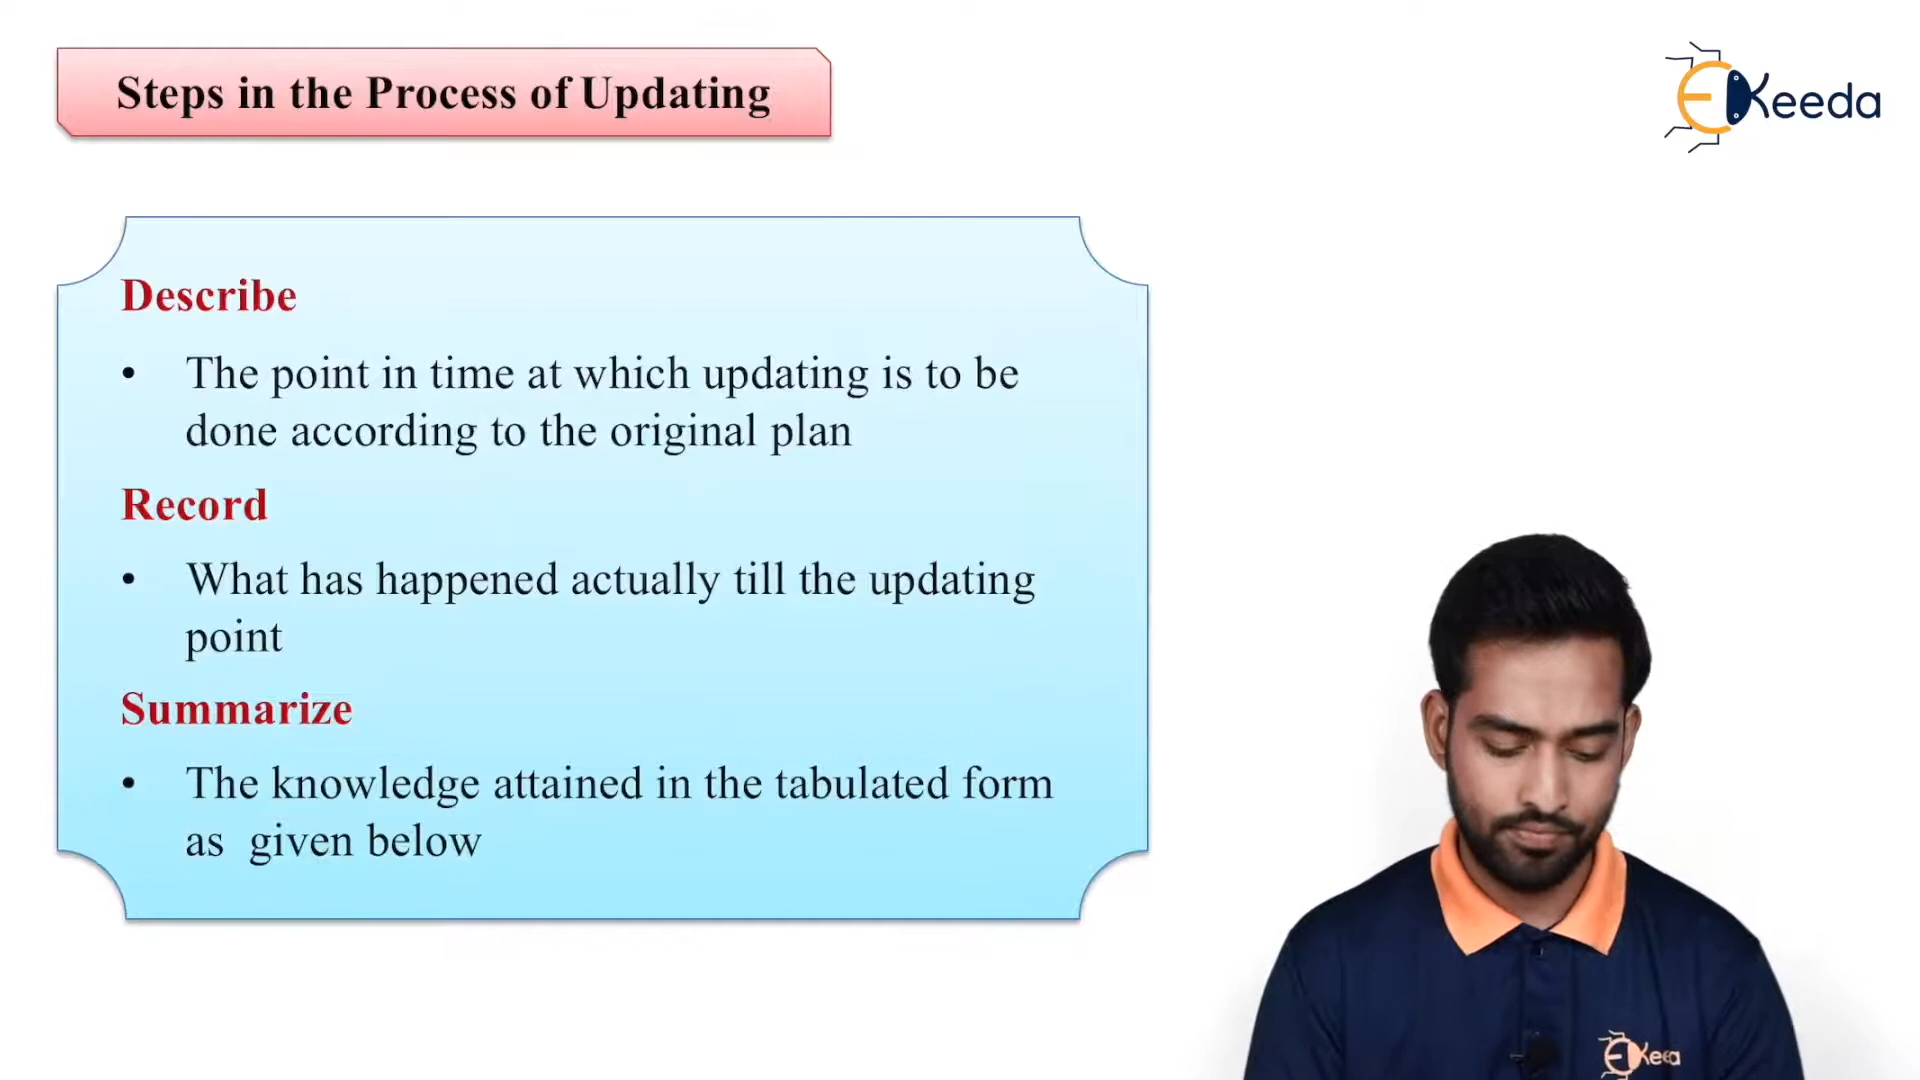 Steps in the Process of Updating
EKeeda
Describe
• The point in time at which updating is to be
done according to the original plan
Record
• What has happened actually till the updating
point
Summarize
• The knowledge attained in the tabulated form
as  given below
EKeeda